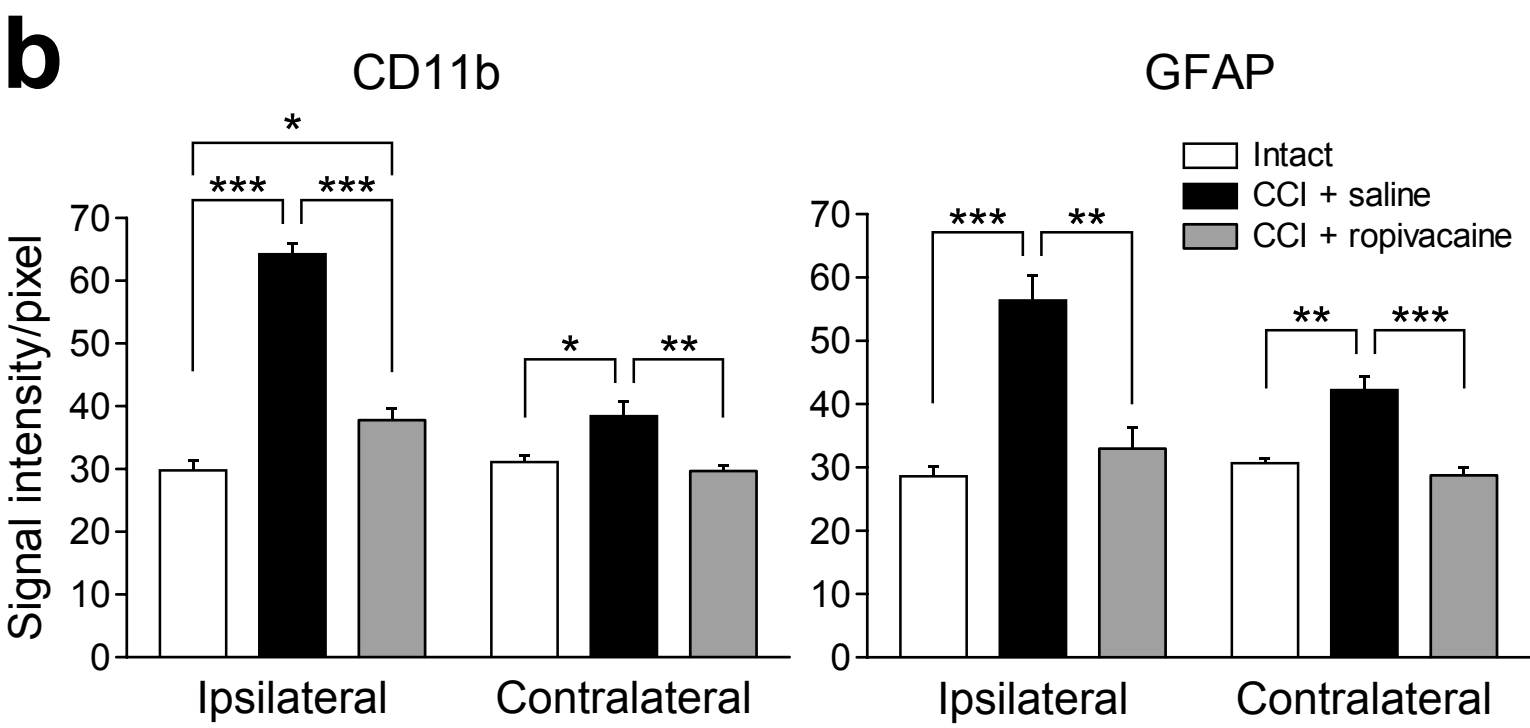 b
CD11b
GFAP
*
*** ***
* **
Signal intensity/pixel
70
60
50
40
30
20
10
0
Ipsilateral Contralateral
Intact
CCI + saline
CCI + ropivacaine
*** **
** ***
70
60
50
40
30
20
10
0
Ipsilateral Contralateral